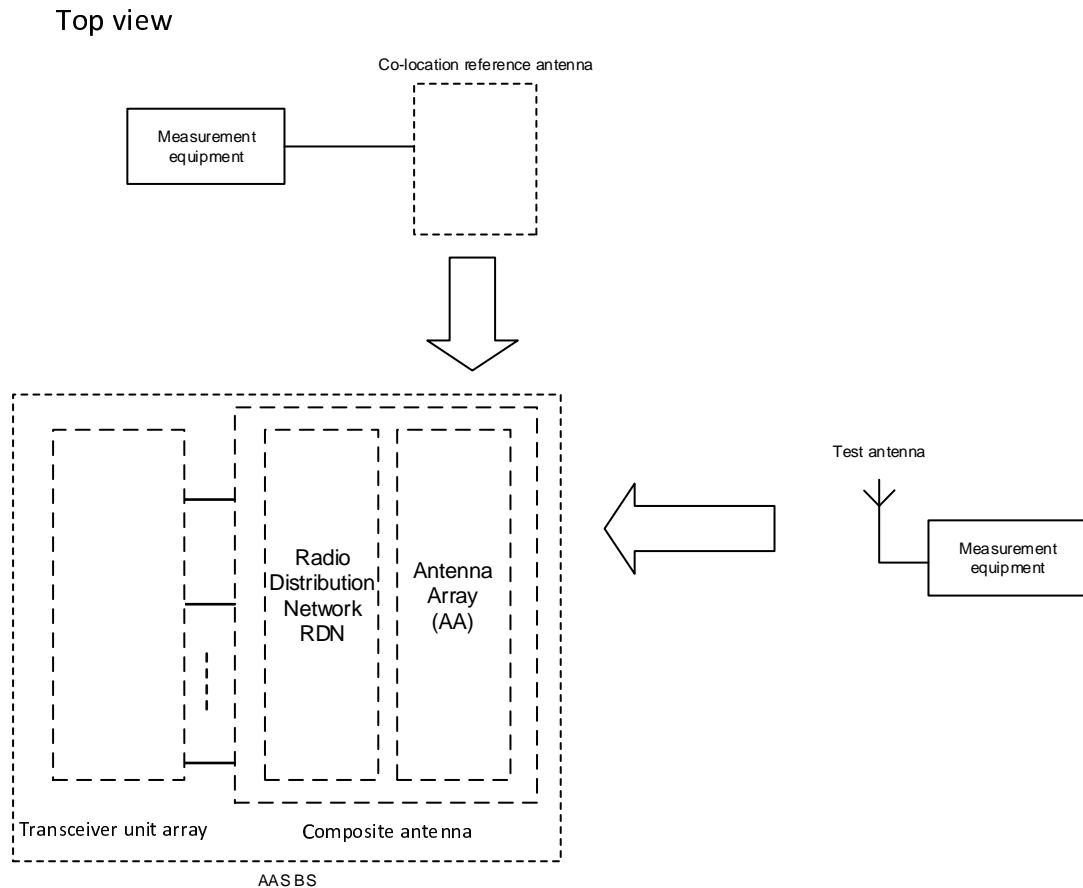 Top view
Co-location reference antenna
Measurement
equipment
Test antenna
Measurement
equipment
Radio
Distribution
Network
RDN
Antenna
Array
(AA)
Transceiver unit array
Composite antenna
AAS BS